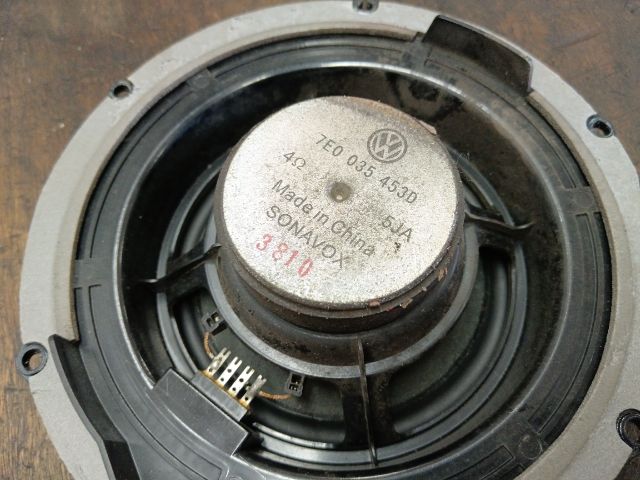 VW
7E0 035 453D
4Ω 5JA
Made in China
SONAVOX
3810